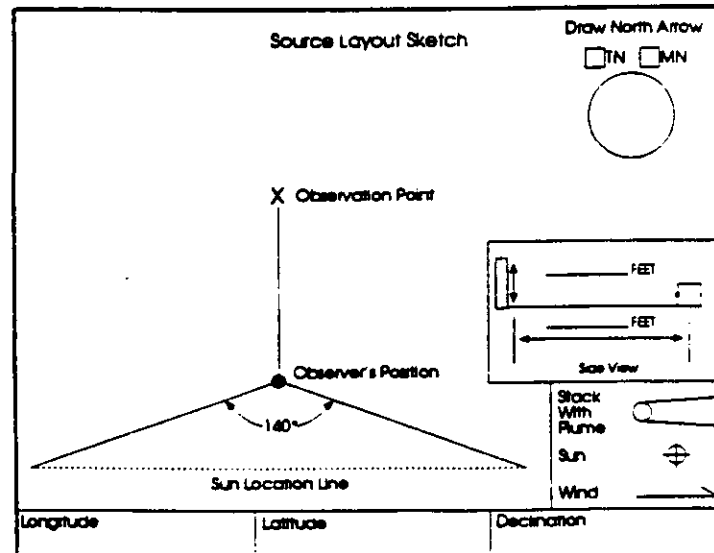 Source Layout Sketch
Draw North Arrow
TN MN
X Observation Point
FEET
FEET
Side View
Observer's Position
140°
Sun Location Line
Stack
With
Plume
Sun
Wind
Longitude
Latitude
Declination